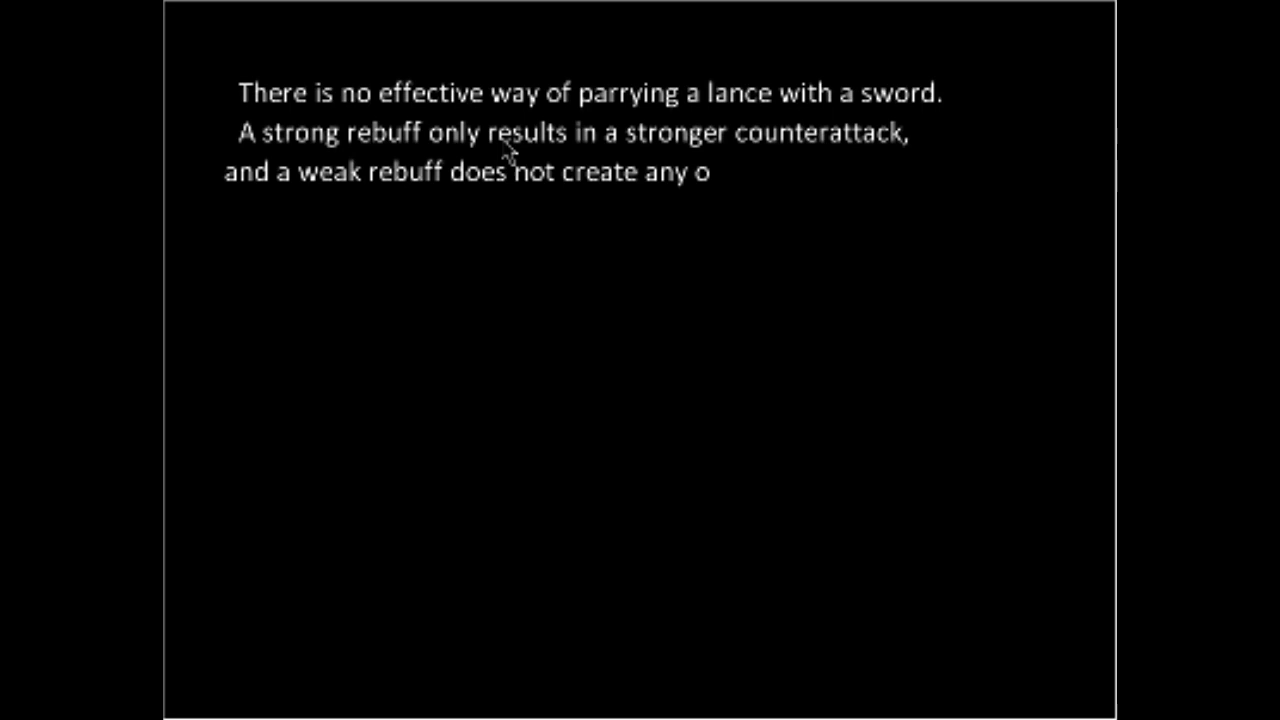 There is no effective way of parrying a lance with a sword.
A strong rebuff only results in a stronger counterattack,
and a weak rebuff does not create any o